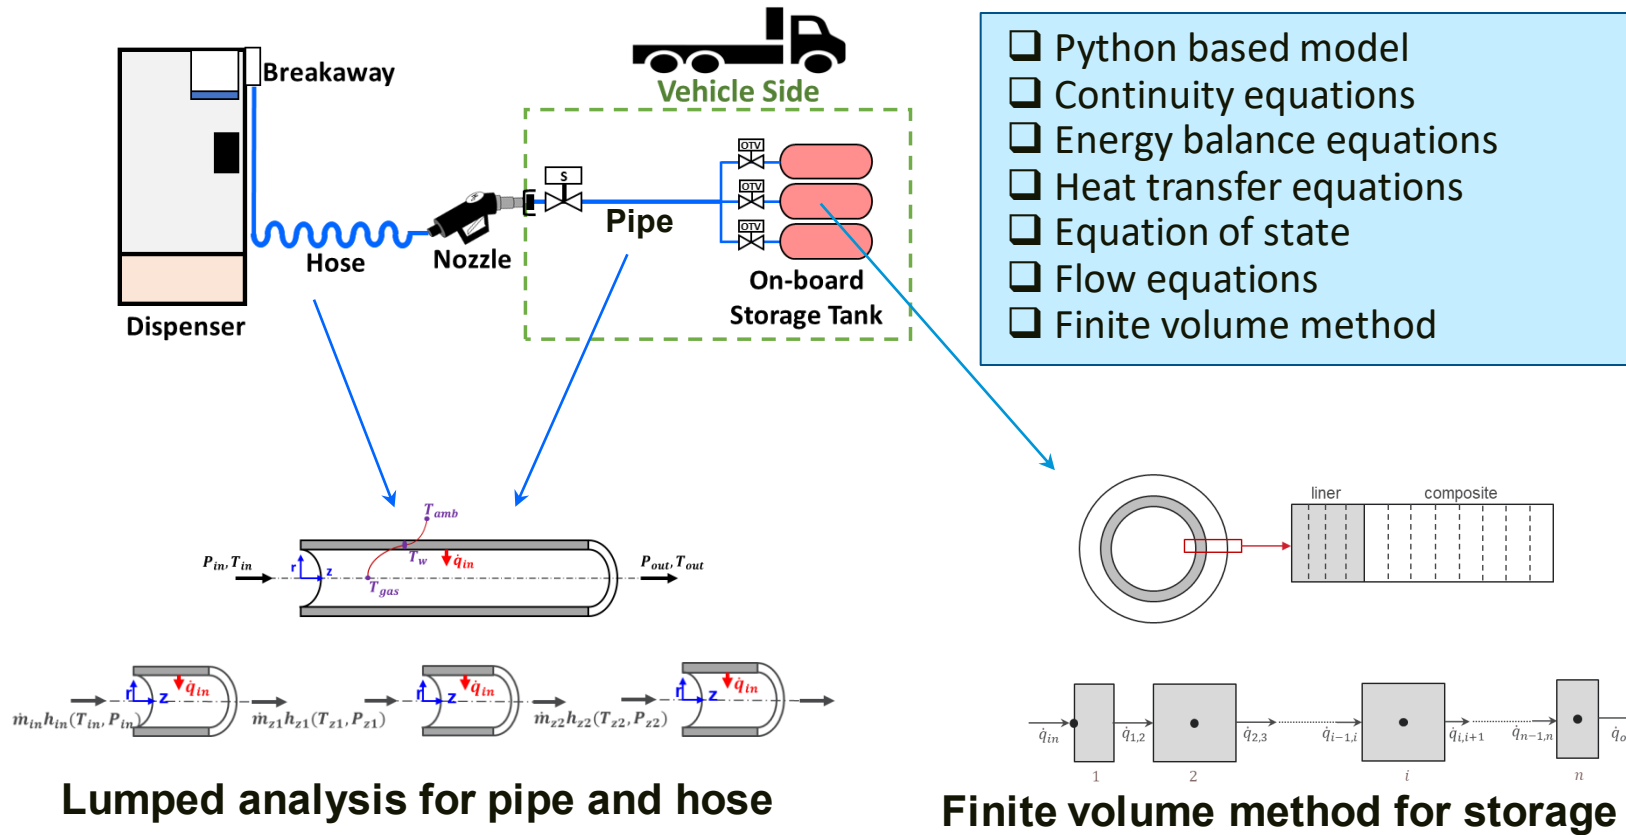 Breakaway
Vehicle Side
❑ Python based model
❑ Continuity equations
❑ Energy balance equations
❑ Heat transfer equations
❑ Equation of state
❑ Flow equations
❑ Finite volume method
S
OTV
OTV
OTV
Hose
Nozzle
Pipe
On-board
Storage Tank
Dispenser
T_amb
T_w
q̇_in
P_in, T_in
r
z
T_gas
P_out, T_out
liner
composite
r
z
q̇_in
r
z
q̇_in
r
z
q̇_in
ṁ_in h_in(T_in, P_in)
ṁ_z1 h_z1(T_z1, P_z1)
ṁ_z2 h_z2(T_z2, P_z2)
q̇_in
q̇_1,2
q̇_2,3
q̇_i−1,i
q̇_i,i+1
q̇_n−1,n
q̇_o
1
2
i
n
Lumped analysis for pipe and hose
Finite volume method for storage